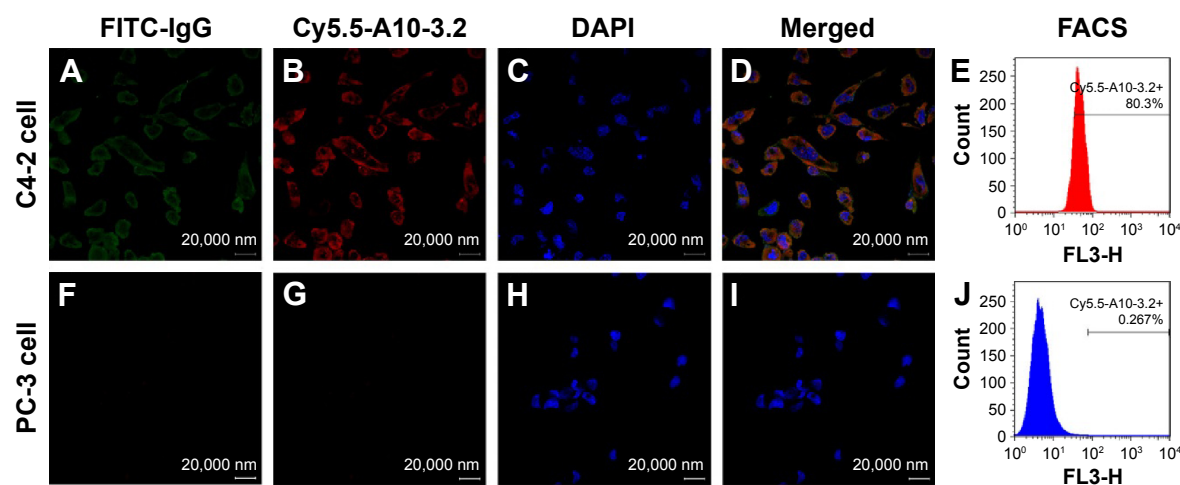 FITC-IgG Cy5.5-A10-3.2 DAPI Merged FACS
C4-2 cell
A B C D E
20,000 nm 20,000 nm 20,000 nm 20,000 nm
Count
250
200
150
100
50
0
Cy5.5-A10-3.2+
80.3%
10⁰ 10¹ 10² 10³ 10⁴
FL3-H
PC-3 cell
F G H I J
20,000 nm 20,000 nm 20,000 nm 20,000 nm
Count
250
200
150
100
50
0
Cy5.5-A10-3.2+
0.267%
10⁰ 10¹ 10² 10³ 10⁴
FL3-H